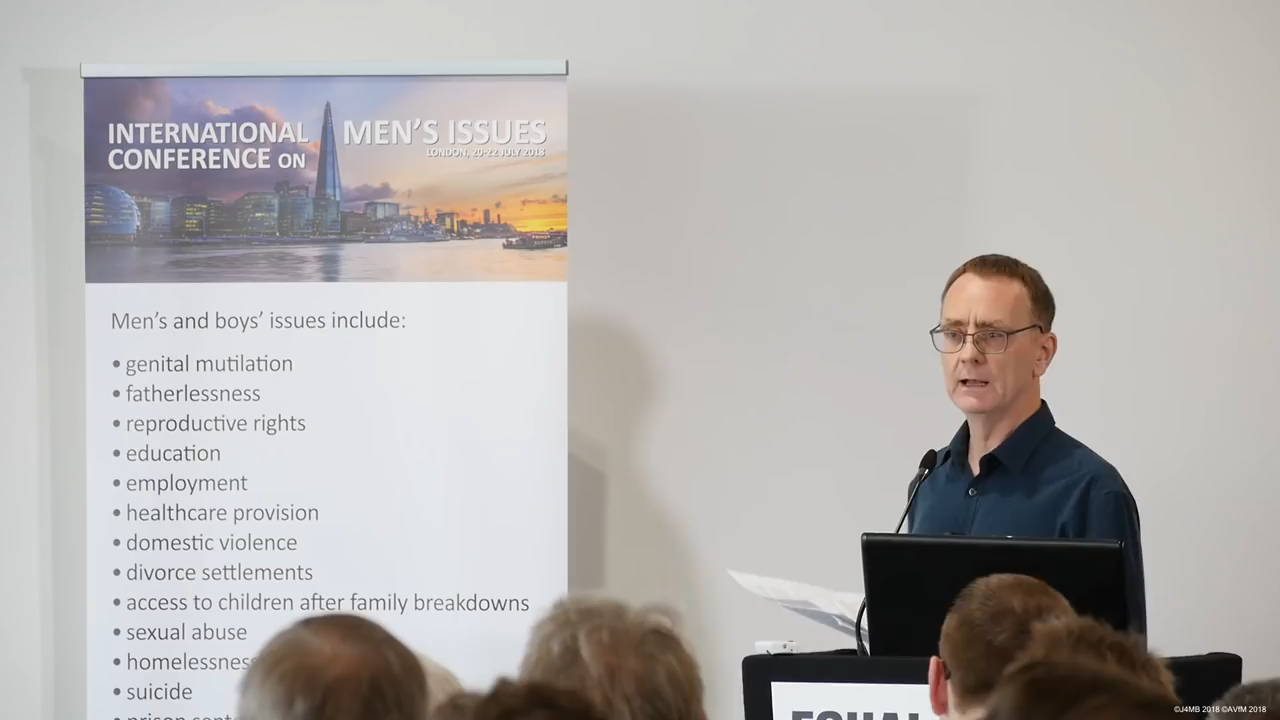 INTERNATIONAL MEN'S ISSUES
CONFERENCE ON LONDON, 20-22 JULY 2018
Men's and boys' issues include:
• genital mutilation
• fatherlessness
• reproductive rights
• education
• employment
• healthcare provision
• domestic violence
• divorce settlements
• access to children after family breakdowns
• sexual abuse
• homelessness
• suicide
• prison
©J4MB 2018 ©AVfM 2018